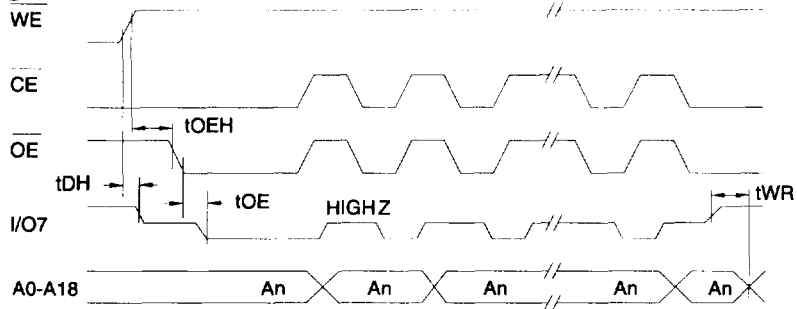 WE
CE
tOEH
OE
tDH
tOE
tWR
I/O7
HIGH Z
A0-A18
An An An An An